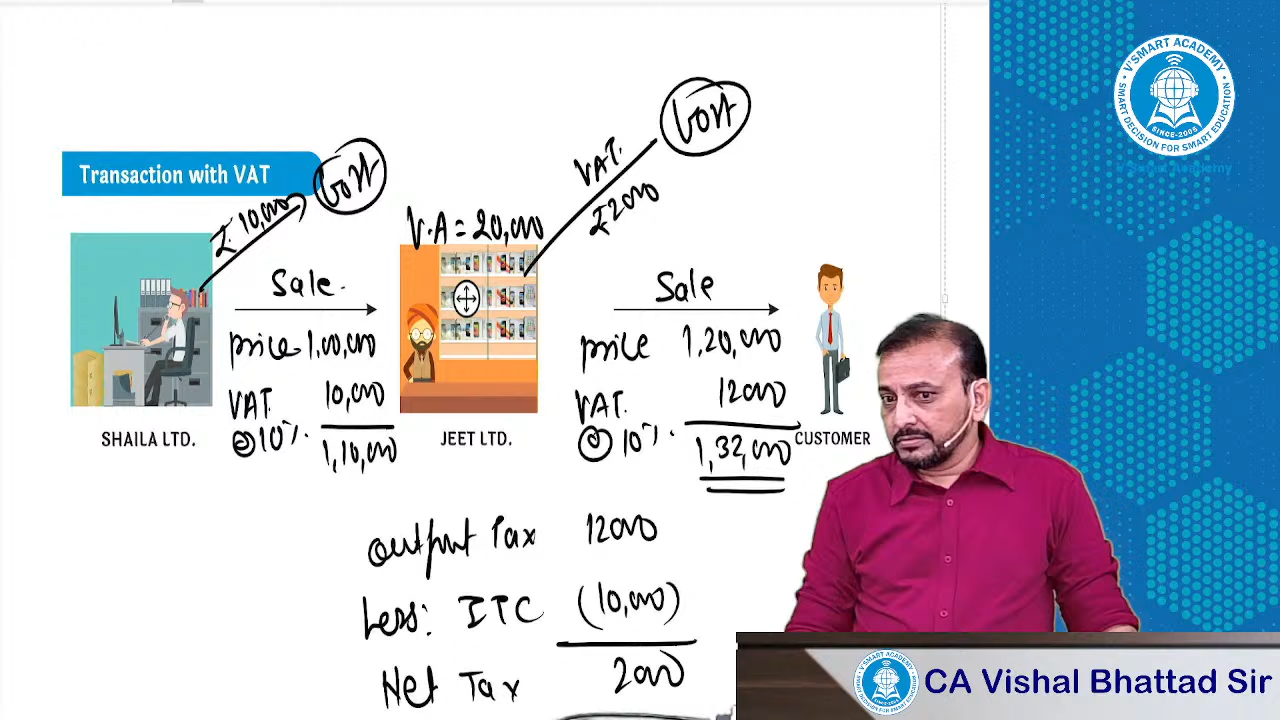 V'SMART ACADEMY
SMART DECISION FOR SMART EDUCATION
SINCE-2005
V'Smart Academy
Transaction with VAT
Govt
₹ 10,000
V.A = 20,000
VAT.
₹ 2000
Govt
Sale.
price 1,00,000
VAT 10,000
@ 10%. 1,10,000
Sale
price 1,20,000
VAT. 12000
@ 10%. 1,32,000
SHAILA LTD.
JEET LTD.
CUSTOMER
output Tax 12000
Less: ITC (10,000)
Net Tax 2000
CA Vishal Bhattad Sir